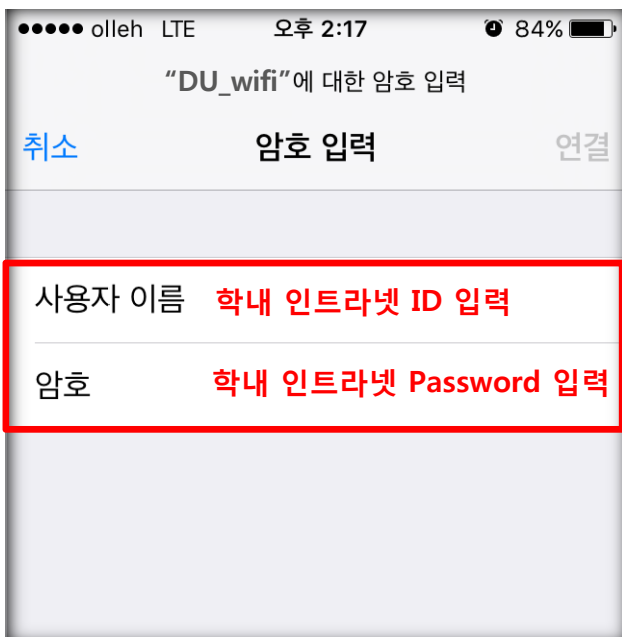 olleh LTE 오후 2:17 84%
“DU_wifi”에 대한 암호 입력
취소 암호 입력 연결
사용자 이름 학내 인트라넷 ID 입력
암호 학내 인트라넷 Password 입력